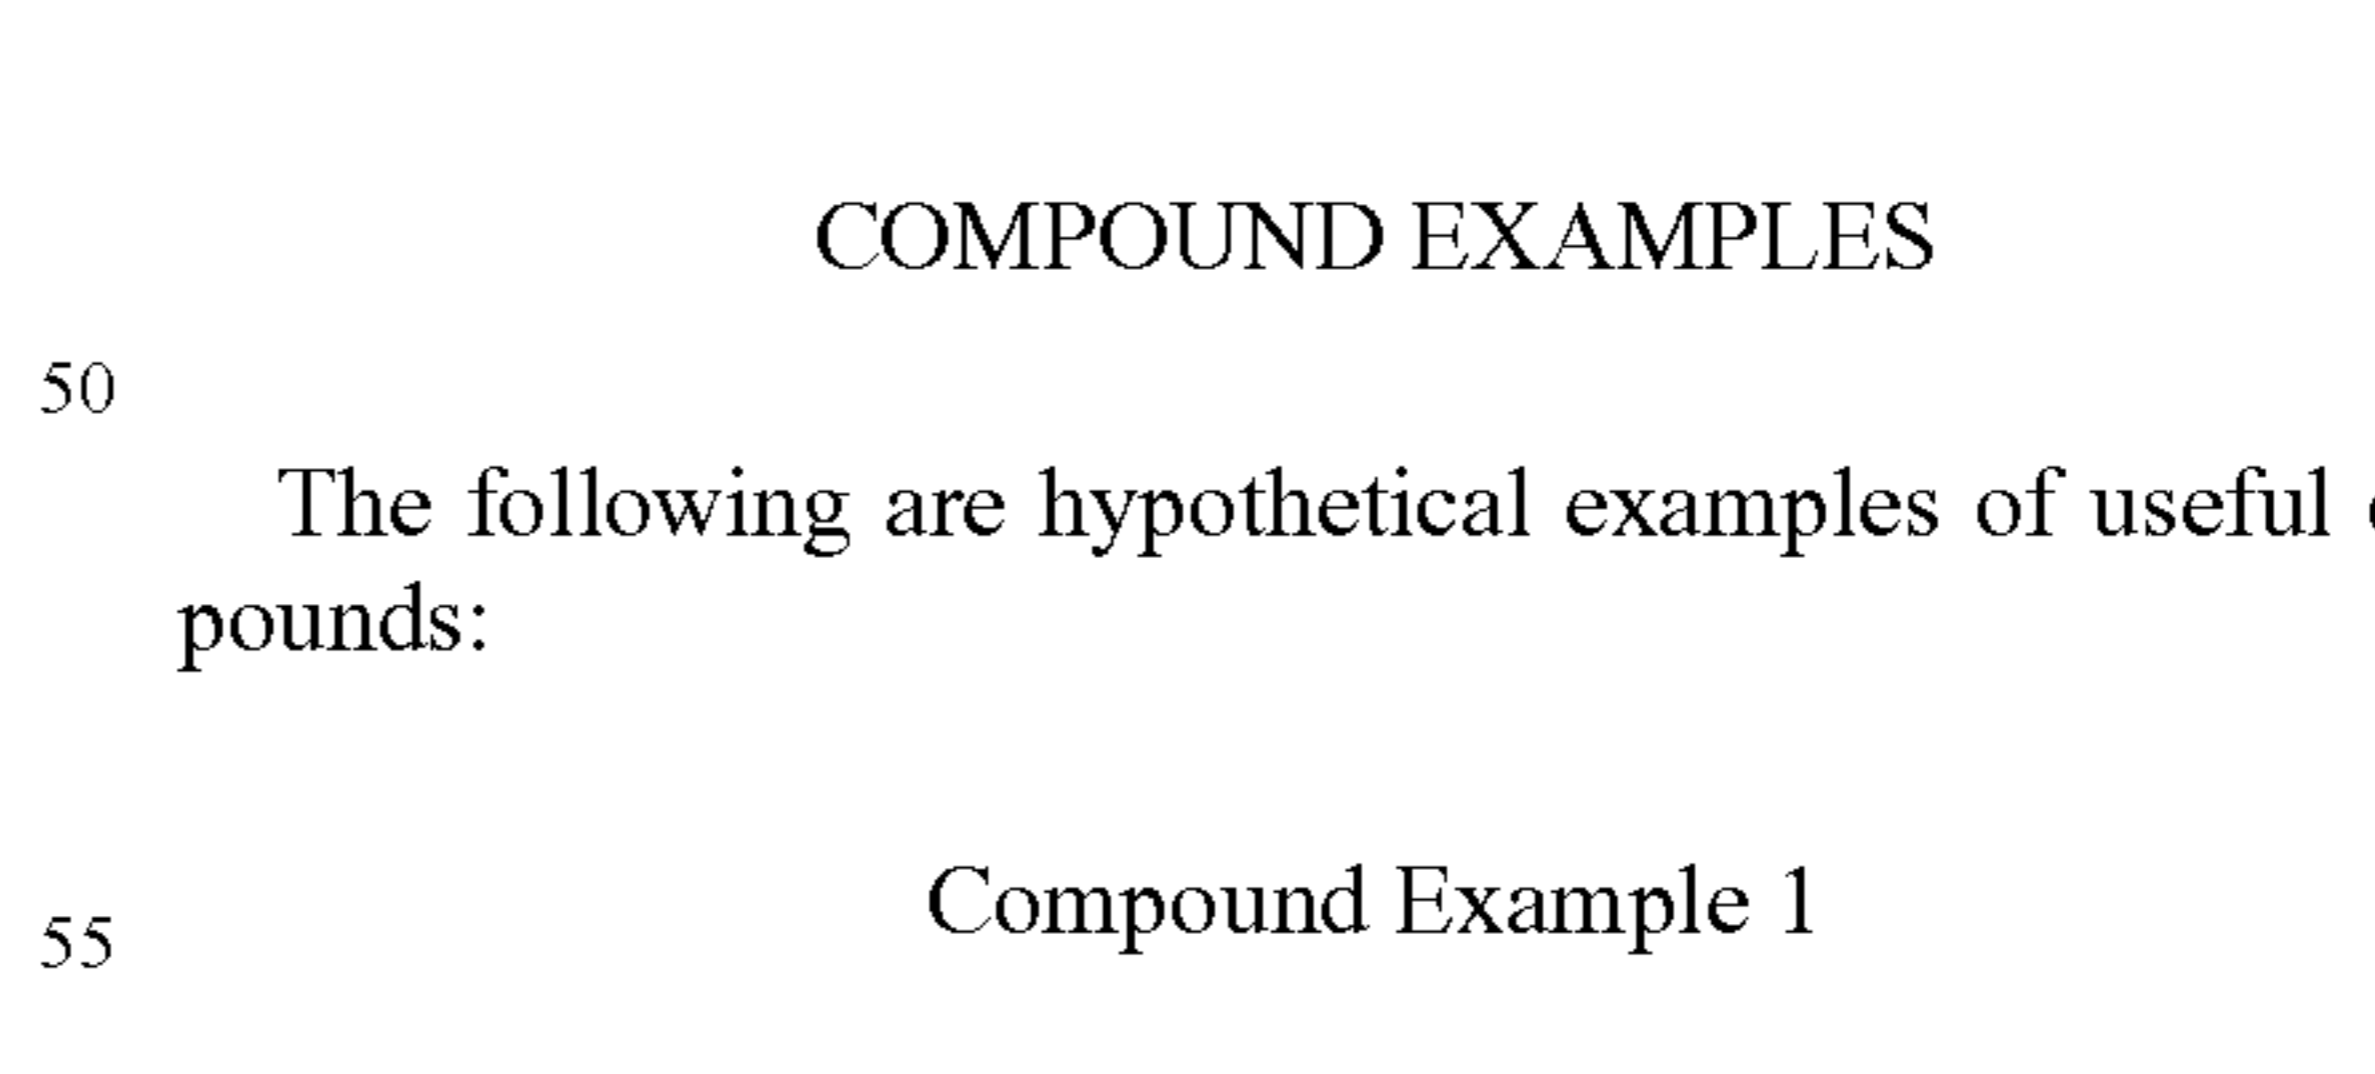 COMPOUND EXAMPLES
50
The following are hypothetical examples of useful
pounds:
Compound Example 1
55